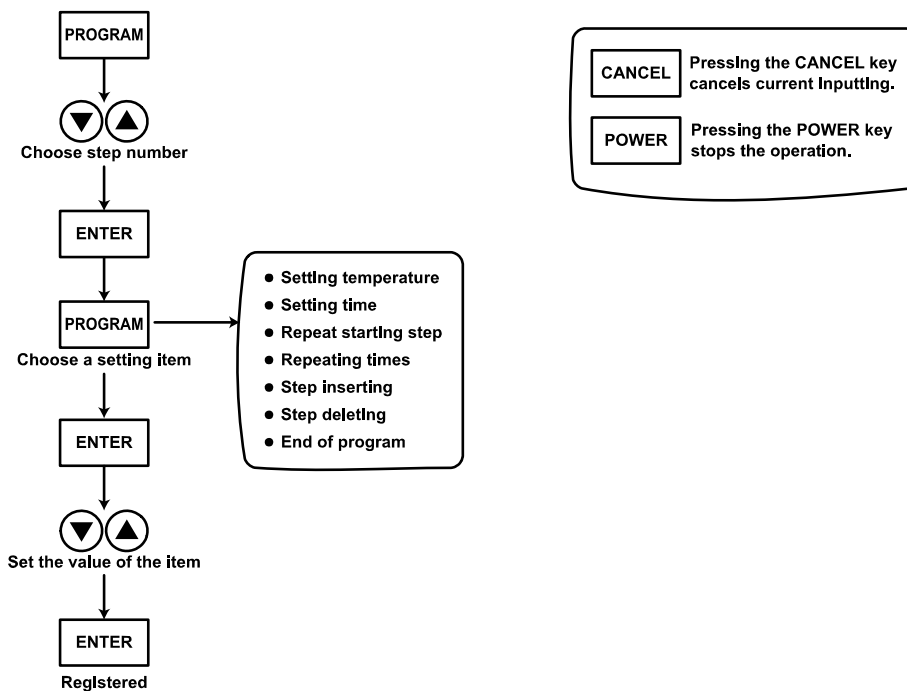 PROGRAM
Choose step number
ENTER
PROGRAM
Choose a setting item
● Setting temperature
● Setting time
● Repeat starting step
● Repeating times
● Step inserting
● Step deleting
● End of program
ENTER
Set the value of the item
ENTER
Registered
CANCEL
Pressing the CANCEL key
cancels current inputting.
POWER
Pressing the POWER key
stops the operation.